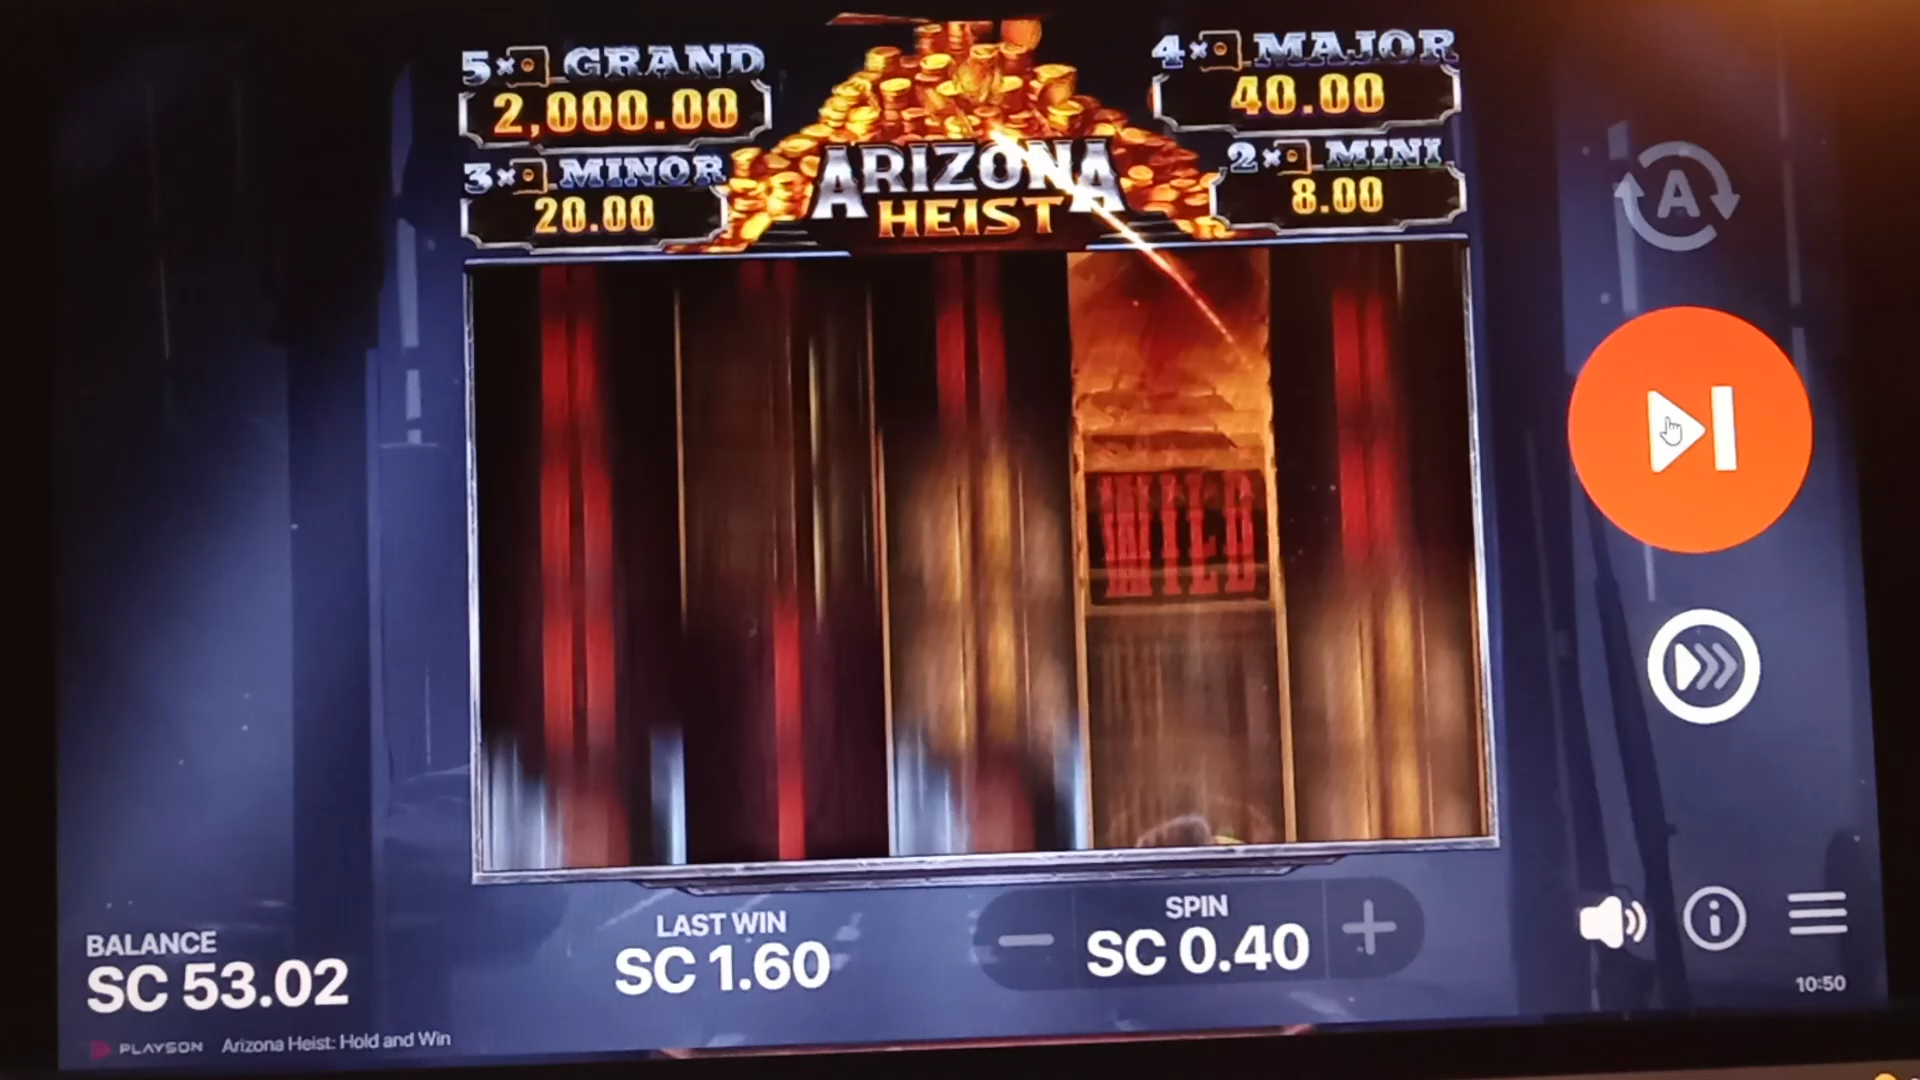 5× GRAND
2,000.00
3× MINOR
20.00
ARIZONA
HEIST
4× MAJOR
40.00
2× MINI
8.00
A
WILD
BALANCE
SC 53.02
LAST WIN
SC 1.60
SPIN
SC 0.40
10:50
PLAYSON Arizona Heist: Hold and Win